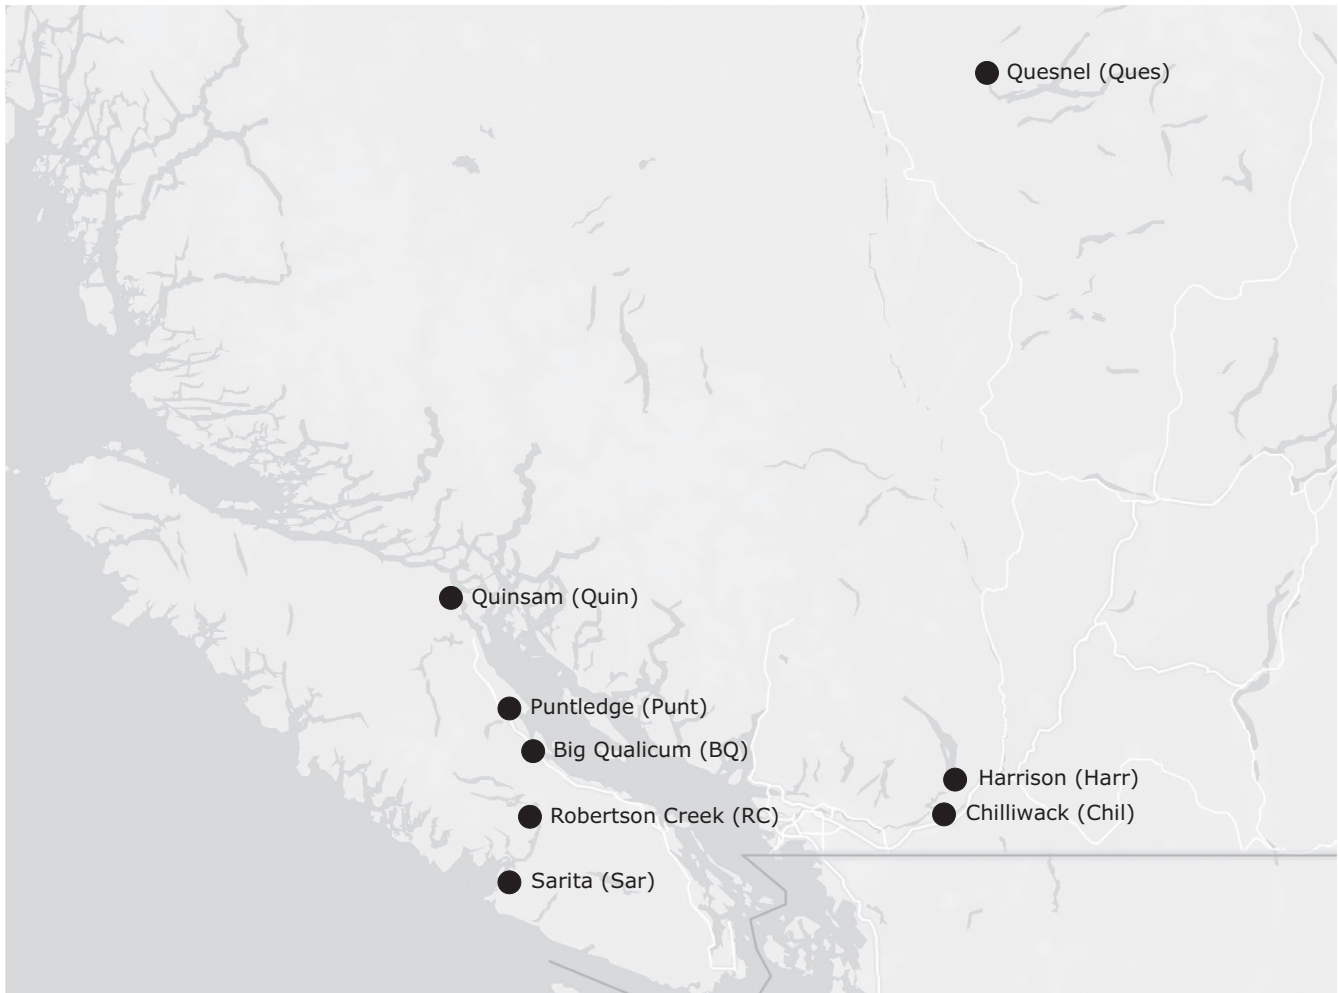 Quesnel (Ques)
Quinsam (Quin)
Puntledge (Punt)
Big Qualicum (BQ)
Harrison (Harr)
Chilliwack (Chil)
Robertson Creek (RC)
Sarita (Sar)